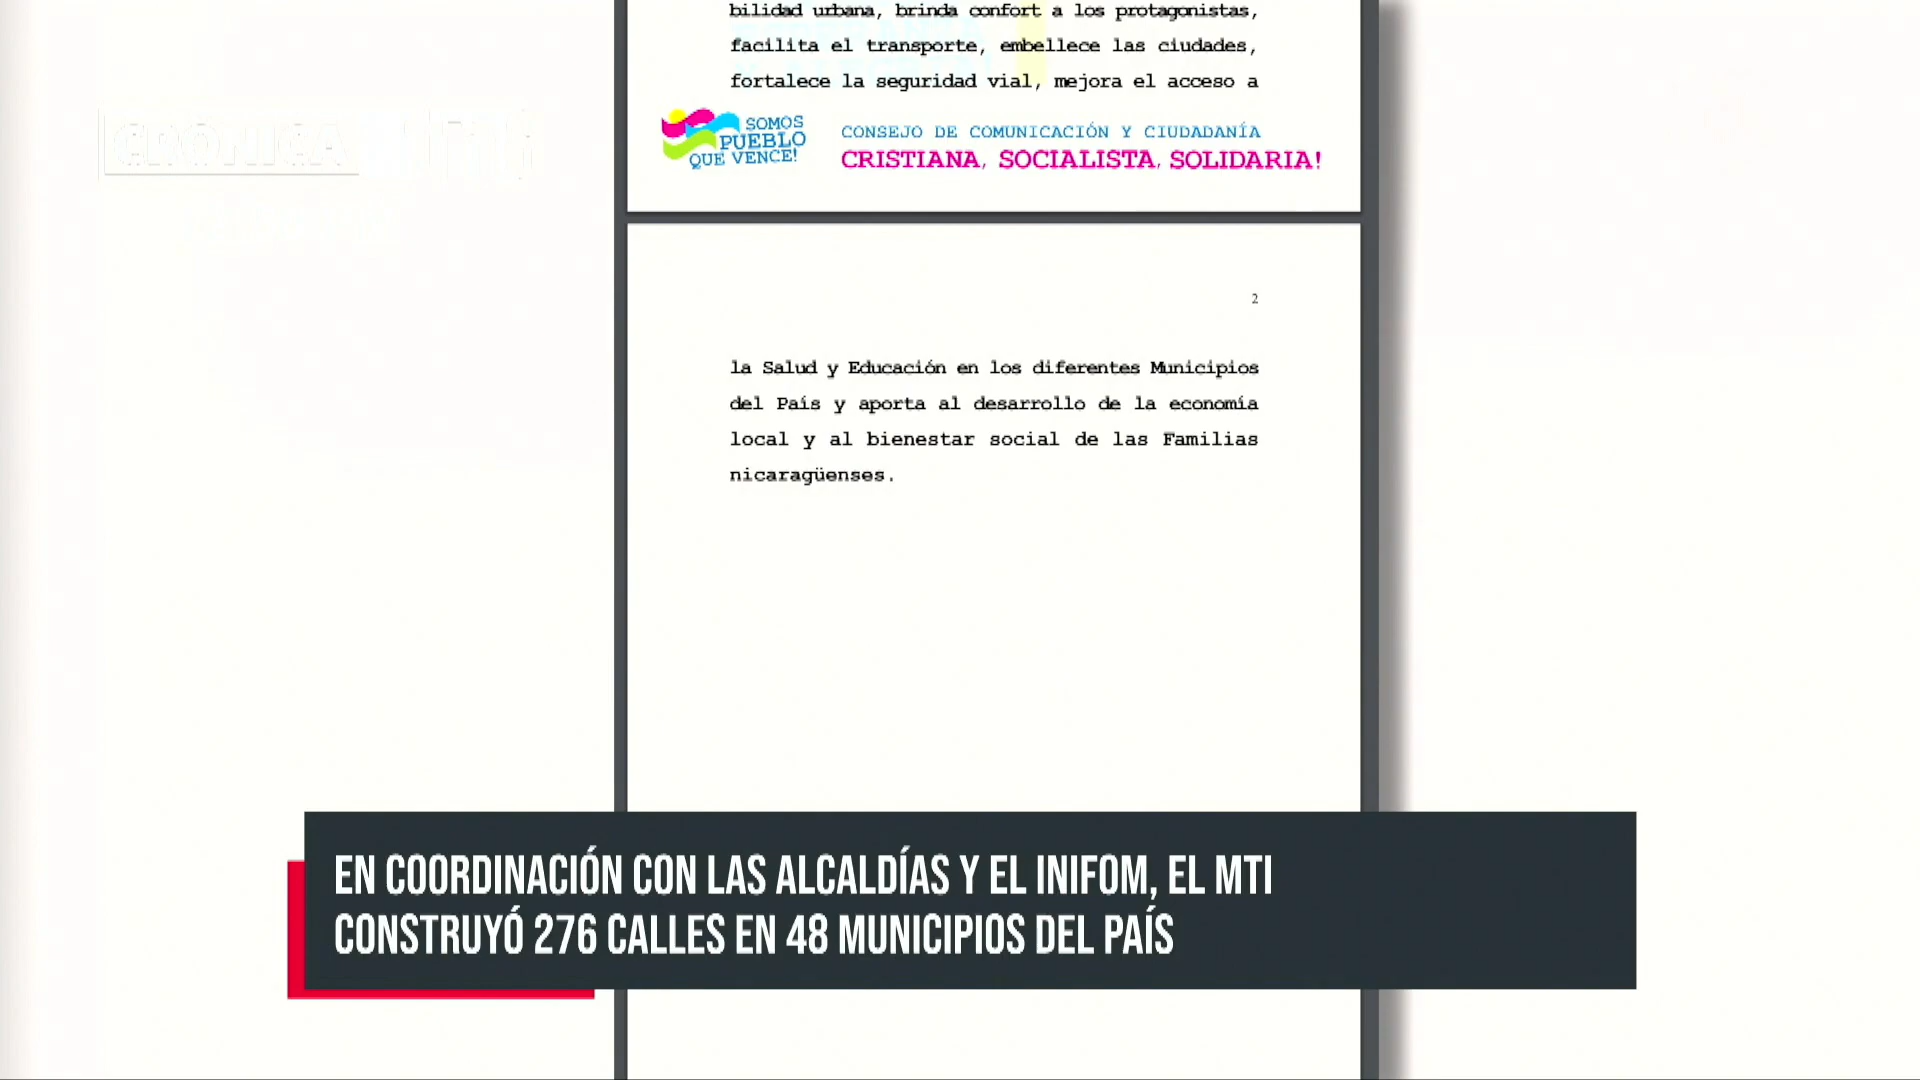 bilidad urbana, brinda confort a los protagonistas,
facilita el transporte, embellece las ciudades,
fortalece la seguridad vial, mejora el acceso a
SOMOS
PUEBLO
QUE VENCE!
CONSEJO DE COMUNICACIÓN Y CIUDADANÍA
CRISTIANA, SOCIALISTA, SOLIDARIA!
CRÓNICA
2
la Salud y Educación en los diferentes Municipios
del País y aporta al desarrollo de la economía
local y al bienestar social de las Familias
nicaragüenses.
EN COORDINACIÓN CON LAS ALCALDÍAS Y EL INIFOM, EL MTI
CONSTRUYÓ 276 CALLES EN 48 MUNICIPIOS DEL PAÍS